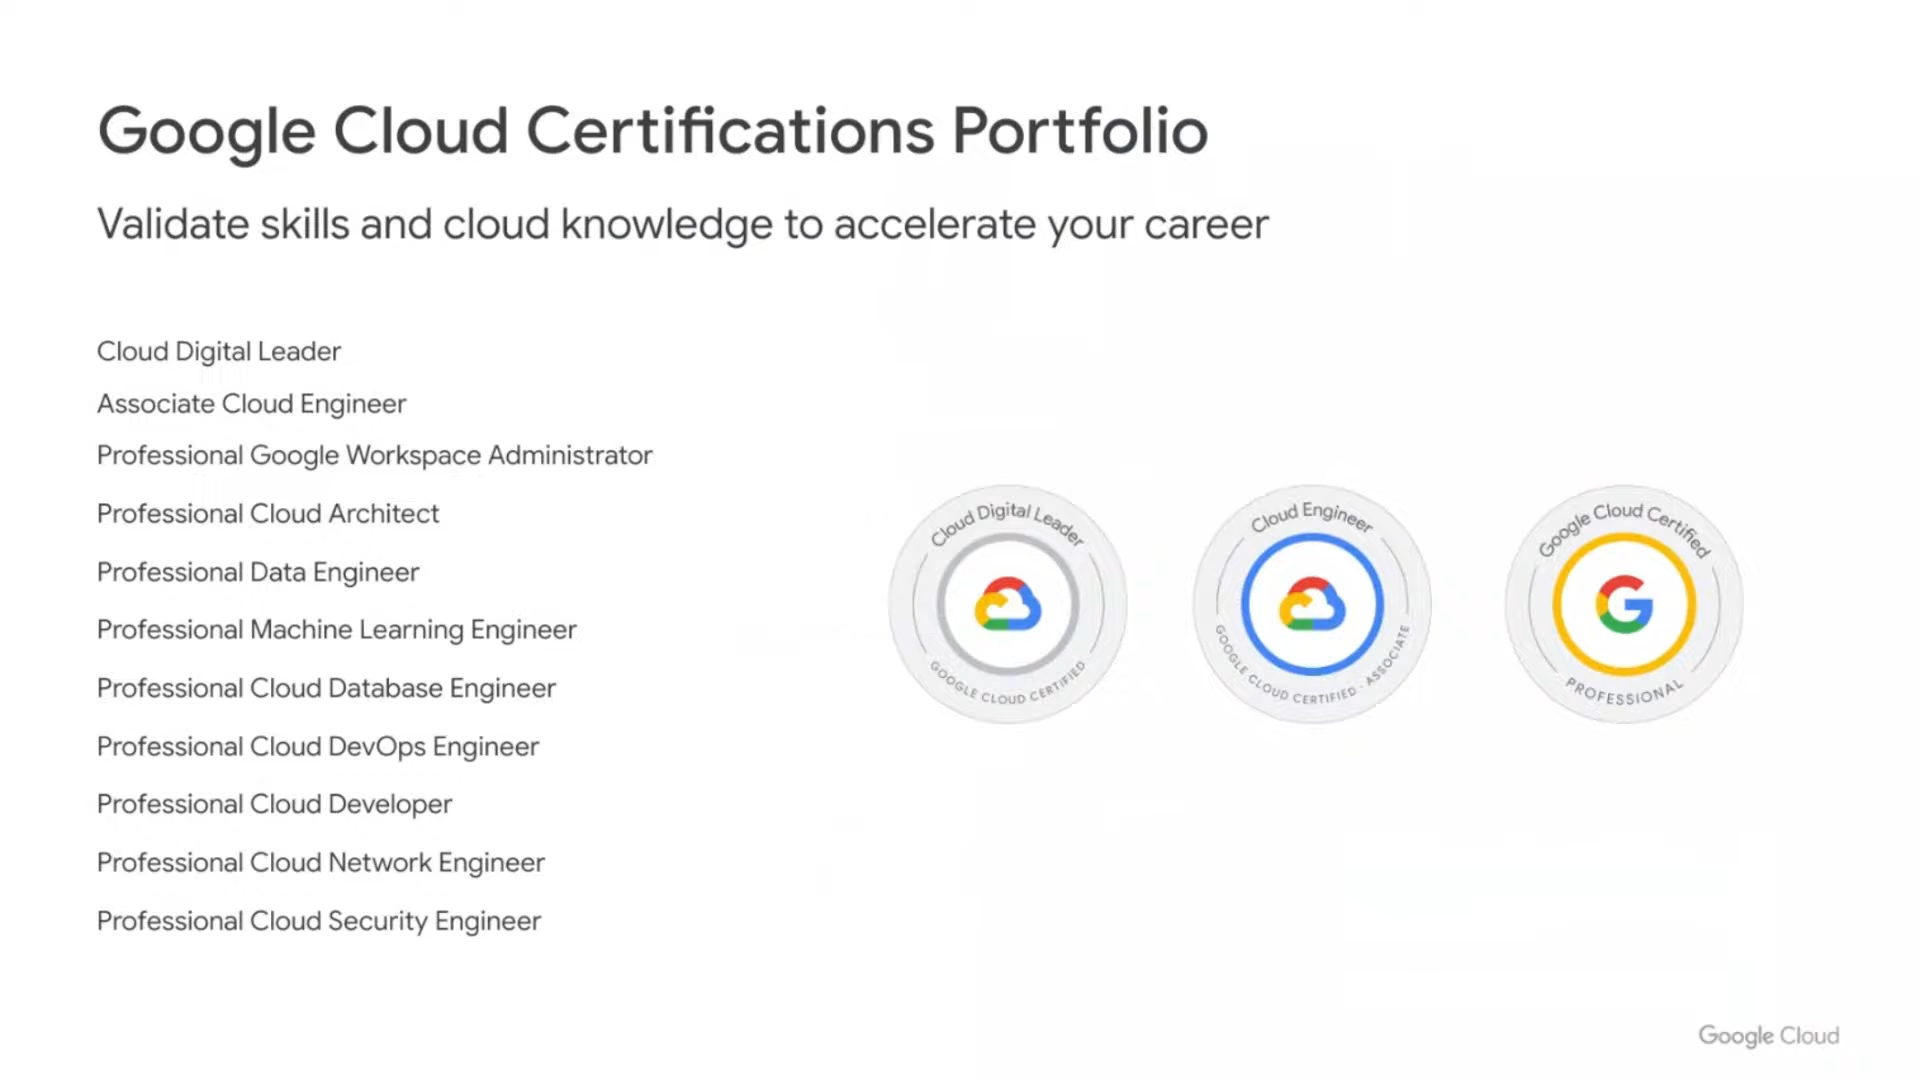 Google Cloud Certifications Portfolio
Validate skills and cloud knowledge to accelerate your career
Cloud Digital Leader
Associate Cloud Engineer
Professional Google Workspace Administrator
Professional Cloud Architect
Professional Data Engineer
Professional Machine Learning Engineer
Professional Cloud Database Engineer
Professional Cloud DevOps Engineer
Professional Cloud Developer
Professional Cloud Network Engineer
Professional Cloud Security Engineer
Cloud Digital Leader
GOOGLE CLOUD CERTIFIED
Cloud Engineer
GOOGLE CLOUD CERTIFIED · ASSOCIATE
Google Cloud Certified
G
PROFESSIONAL
Google Cloud